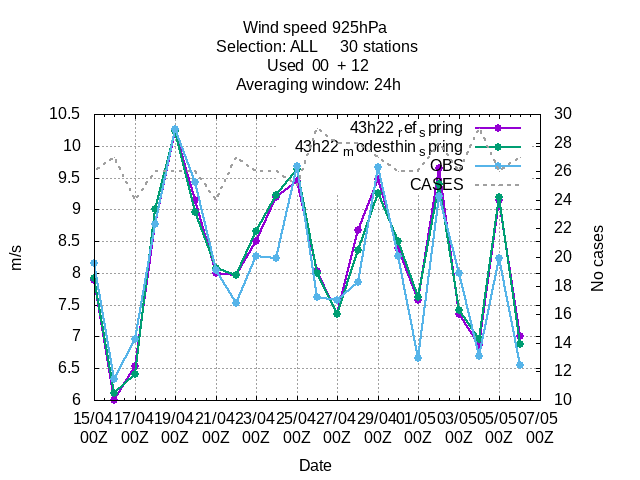 Wind speed 925hPa
Selection: ALL 30 stations
Used 00 + 12
Averaging window: 24h
43h22 ref spring
43h22 modesthin spring
OBS
CASES
10.5
10
9.5
9
8.5
8
7.5
7
6.5
6
30
28
26
24
22
20
18
16
14
12
10
m/s
No cases
15/04 17/04 19/04 21/04 23/04 25/04 27/04 29/04 01/05 03/05 05/05 07/05
00Z 00Z 00Z 00Z 00Z 00Z 00Z 00Z 00Z 00Z 00Z 00Z
Date